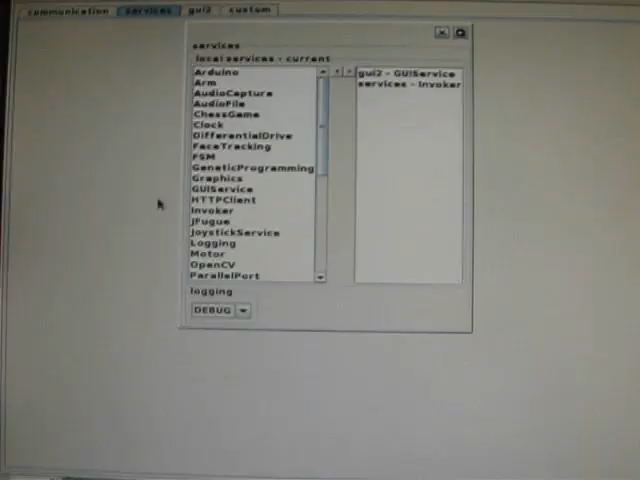 communication services gui2 custom
services
local services - current
Arduino
Arm
AudioCapture
AudioFile
ChessGame
Clock
DifferentialDrive
FaceTracking
FSM
GeneticProgramming
Graphics
GUIService
HTTPClient
Invoker
JFugue
JoystickService
Logging
Motor
OpenCV
ParallelPort
gui2 - GUIService
services - Invoker
logging
DEBUG